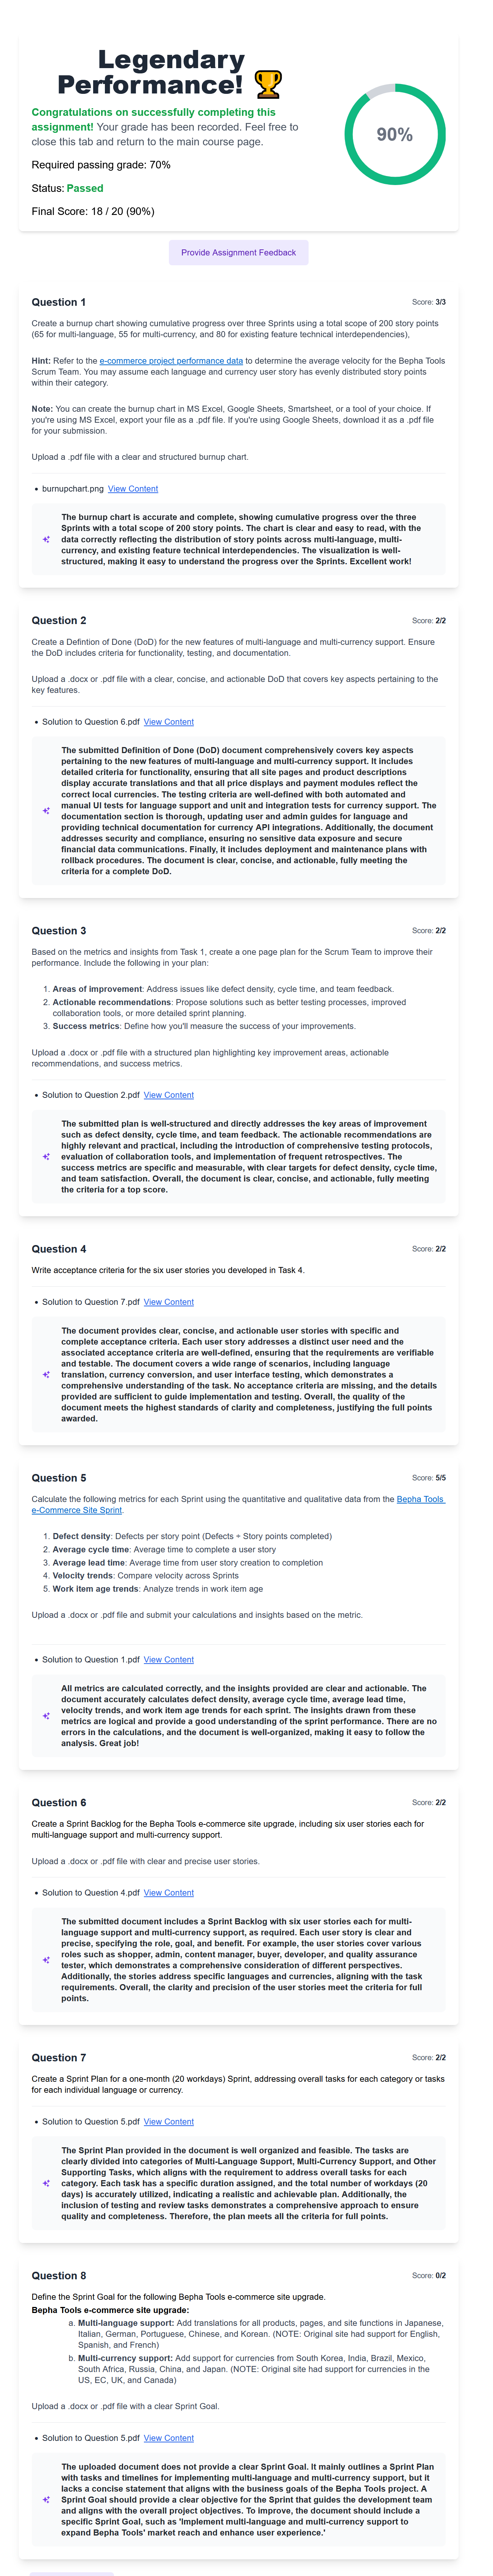 Legendary
Performance! 🏆
Congratulations on successfully completing this
assignment! Your grade has been recorded. Feel free to
close this tab and return to the main course page.
Required passing grade: 70%
Status: Passed
Final Score: 18 / 20 (90%)
90%
Provide Assignment Feedback
Question 1
Score: 3/3
Create a burnup chart showing cumulative progress over three Sprints using a total scope of 200 story points
(65 for multi-language, 55 for multi-currency, and 80 for existing feature technical interdependencies),
Hint: Refer to the e-commerce project performance data to determine the average velocity for the Bepha Tools
Scrum Team. You may assume each language and currency user story has evenly distributed story points
within their category.
Note: You can create the burnup chart in MS Excel, Google Sheets, Smartsheet, or a tool of your choice. If
you're using MS Excel, export your file as a .pdf file. If you're using Google Sheets, download it as a .pdf file
for your submission.
Upload a .pdf file with a clear and structured burnup chart.
• burnupchart.png View Content
The burnup chart is accurate and complete, showing cumulative progress over the three
Sprints with a total scope of 200 story points. The chart is clear and easy to read, with the
data correctly reflecting the distribution of story points across multi-language, multi-
currency, and existing feature technical interdependencies. The visualization is well-
structured, making it easy to understand the progress over the Sprints. Excellent work!
Question 2
Score: 2/2
Create a Defintion of Done (DoD) for the new features of multi-language and multi-currency support. Ensure
the DoD includes criteria for functionality, testing, and documentation.
Upload a .docx or .pdf file with a clear, concise, and actionable DoD that covers key aspects pertaining to the
key features.
• Solution to Question 6.pdf View Content
The submitted Definition of Done (DoD) document comprehensively covers key aspects
pertaining to the new features of multi-language and multi-currency support. It includes
detailed criteria for functionality, ensuring that all site pages and product descriptions
display accurate translations and that all price displays and payment modules reflect the
correct local currencies. The testing criteria are well-defined with both automated and
manual UI tests for language support and unit and integration tests for currency support. The
documentation section is thorough, updating user and admin guides for language and
providing technical documentation for currency API integrations. Additionally, the document
addresses security and compliance, ensuring no sensitive data exposure and secure
financial data communications. Finally, it includes deployment and maintenance plans with
rollback procedures. The document is clear, concise, and actionable, fully meeting the
criteria for a complete DoD.
Question 3
Score: 2/2
Based on the metrics and insights from Task 1, create a one page plan for the Scrum Team to improve their
performance. Include the following in your plan:
1. Areas of improvement: Address issues like defect density, cycle time, and team feedback.
2. Actionable recommendations: Propose solutions such as better testing processes, improved
collaboration tools, or more detailed sprint planning.
3. Success metrics: Define how you'll measure the success of your improvements.
Upload a .docx or .pdf file with a structured plan highlighting key improvement areas, actionable
recommendations, and success metrics.
• Solution to Question 2.pdf View Content
The submitted plan is well-structured and directly addresses the key areas of improvement
such as defect density, cycle time, and team feedback. The actionable recommendations are
highly relevant and practical, including the introduction of comprehensive testing protocols,
evaluation of collaboration tools, and implementation of frequent retrospectives. The
success metrics are specific and measurable, with clear targets for defect density, cycle time,
and team satisfaction. Overall, the document is clear, concise, and actionable, fully meeting
the criteria for a top score.
Question 4
Score: 2/2
Write acceptance criteria for the six user stories you developed in Task 4.
• Solution to Question 7.pdf View Content
The document provides clear, concise, and actionable user stories with specific and
complete acceptance criteria. Each user story addresses a distinct user need and the
associated acceptance criteria are well-defined, ensuring that the requirements are verifiable
and testable. The document covers a wide range of scenarios, including language
translation, currency conversion, and user interface testing, which demonstrates a
comprehensive understanding of the task. No acceptance criteria are missing, and the details
provided are sufficient to guide implementation and testing. Overall, the quality of the
document meets the highest standards of clarity and completeness, justifying the full points
awarded.
Question 5
Score: 5/5
Calculate the following metrics for each Sprint using the quantitative and qualitative data from the Bepha Tools
e-Commerce Site Sprint.
1. Defect density: Defects per story point (Defects ÷ Story points completed)
2. Average cycle time: Average time to complete a user story
3. Average lead time: Average time from user story creation to completion
4. Velocity trends: Compare velocity across Sprints
5. Work item age trends: Analyze trends in work item age
Upload a .docx or .pdf file and submit your calculations and insights based on the metric.
• Solution to Question 1.pdf View Content
All metrics are calculated correctly, and the insights provided are clear and actionable. The
document accurately calculates defect density, average cycle time, average lead time,
velocity trends, and work item age trends for each sprint. The insights drawn from these
metrics are logical and provide a good understanding of the sprint performance. There are no
errors in the calculations, and the document is well-organized, making it easy to follow the
analysis. Great job!
Question 6
Score: 2/2
Create a Sprint Backlog for the Bepha Tools e-commerce site upgrade, including six user stories each for
multi-language support and multi-currency support.
Upload a .docx or .pdf file with clear and precise user stories.
• Solution to Question 4.pdf View Content
The submitted document includes a Sprint Backlog with six user stories each for multi-
language support and multi-currency support, as required. Each user story is clear and
precise, specifying the role, goal, and benefit. For example, the user stories cover various
roles such as shopper, admin, content manager, buyer, developer, and quality assurance
tester, which demonstrates a comprehensive consideration of different perspectives.
Additionally, the stories address specific languages and currencies, aligning with the task
requirements. Overall, the clarity and precision of the user stories meet the criteria for full
points.
Question 7
Score: 2/2
Create a Sprint Plan for a one-month (20 workdays) Sprint, addressing overall tasks for each category or tasks
for each individual language or currency.
• Solution to Question 5.pdf View Content
The Sprint Plan provided in the document is well organized and feasible. The tasks are
clearly divided into categories of Multi-Language Support, Multi-Currency Support, and Other
Supporting Tasks, which aligns with the requirement to address overall tasks for each
category. Each task has a specific duration assigned, and the total number of workdays (20
days) is accurately utilized, indicating a realistic and achievable plan. Additionally, the
inclusion of testing and review tasks demonstrates a comprehensive approach to ensure
quality and completeness. Therefore, the plan meets all the criteria for full points.
Question 8
Score: 0/2
Define the Sprint Goal for the following Bepha Tools e-commerce site upgrade.
Bepha Tools e-commerce site upgrade:
a. Multi-language support: Add translations for all products, pages, and site functions in Japanese,
Italian, German, Portuguese, Chinese, and Korean. (NOTE: Original site had support for English,
Spanish, and French)
b. Multi-currency support: Add support for currencies from South Korea, India, Brazil, Mexico,
South Africa, Russia, China, and Japan. (NOTE: Original site had support for currencies in the
US, EC, UK, and Canada)
Upload a .docx or .pdf file with a clear Sprint Goal.
• Solution to Question 5.pdf View Content
The uploaded document does not provide a clear Sprint Goal. It mainly outlines a Sprint Plan
with tasks and timelines for implementing multi-language and multi-currency support, but it
lacks a concise statement that aligns with the business goals of the Bepha Tools project. A
Sprint Goal should provide a clear objective for the Sprint that guides the development team
and aligns with the overall project objectives. To improve, the document should include a
specific Sprint Goal, such as 'Implement multi-language and multi-currency support to
expand Bepha Tools' market reach and enhance user experience.'